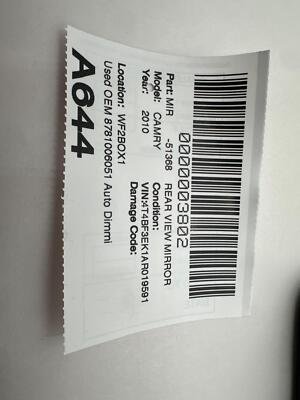 0000003802
Part: MIR -51368 REAR VIEW MIRROR
Model: CAMRY Condition:
Year: 2010 VIN:4T4BF3EK1AR019591
Damage Code:
Location: WF2BOX1
Used OEM 8781006051 Auto Dimmi
A644